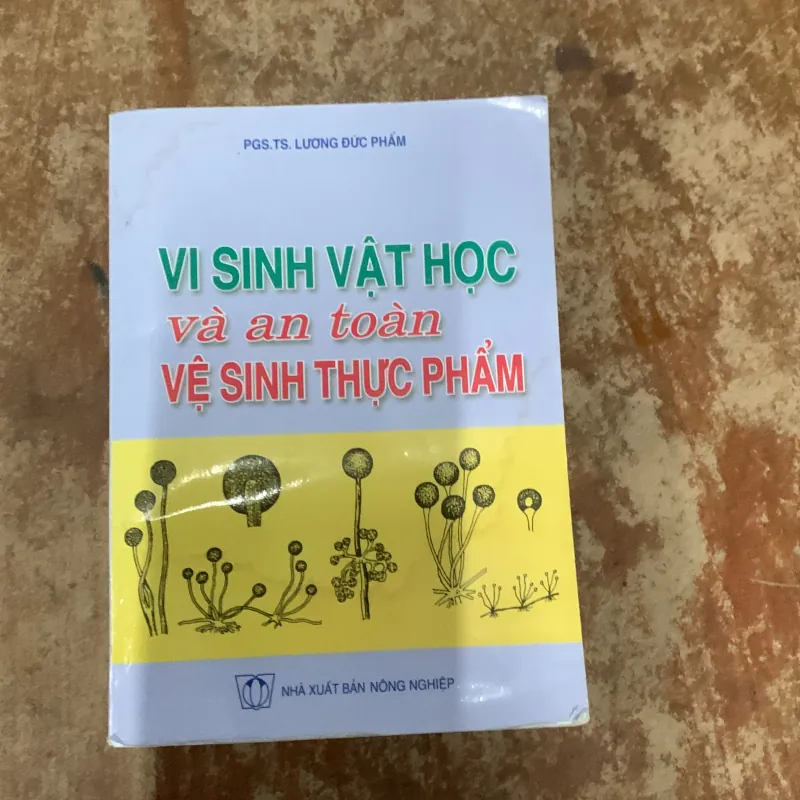 PGS.TS. LƯƠNG ĐỨC PHẨM
VI SINH VẬT HỌC
và an toàn
VỆ SINH THỰC PHẨM
NHÀ XUẤT BẢN NÔNG NGHIỆP